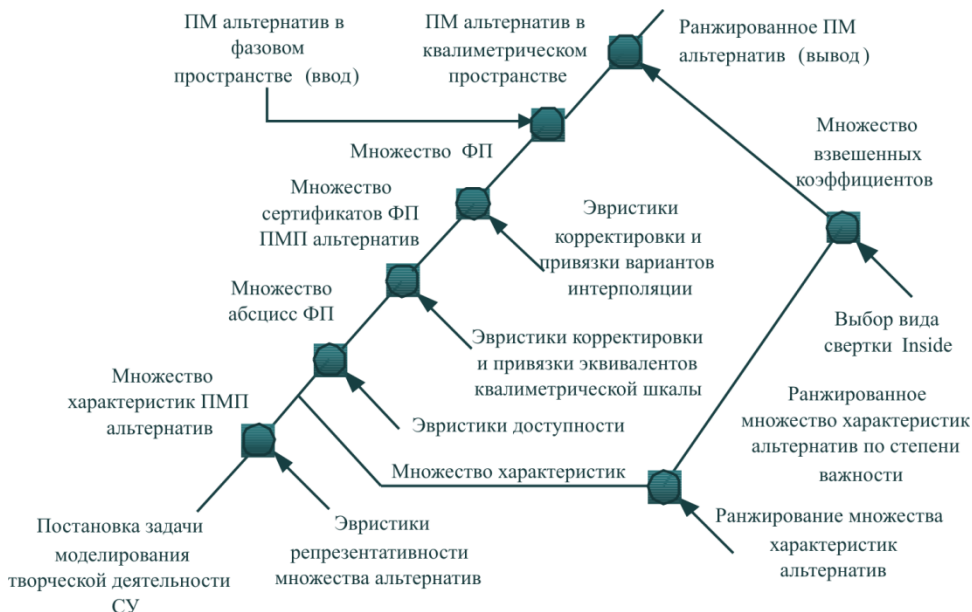 ПМ альтернатив в
фазовом
пространстве (ввод)
ПМ альтернатив в
квалиметрическом
пространстве
Ранжированное ПМ
альтернатив (вывод)
Множество ФП
Множество
взвешенных
коэффициентов
Множество
сертификатов ФП
ПМП альтернатив
Эвристики
корректировки и
привязки вариантов
интерполяции
Множество
абсцисс ФП
Выбор вида
свертки Inside
Эвристики корректировки
и привязки эквивалентов
квалиметрической шкалы
Множество
характеристик ПМП
альтернатив
Ранжированное
множество характеристик
альтернатив по степени
важности
Эвристики доступности
Множество характеристик
Постановка задачи
моделирования
творческой деятельности
СУ
Эвристики
репрезентативности
множества альтернатив
Ранжирование множества
характеристик
альтернатив